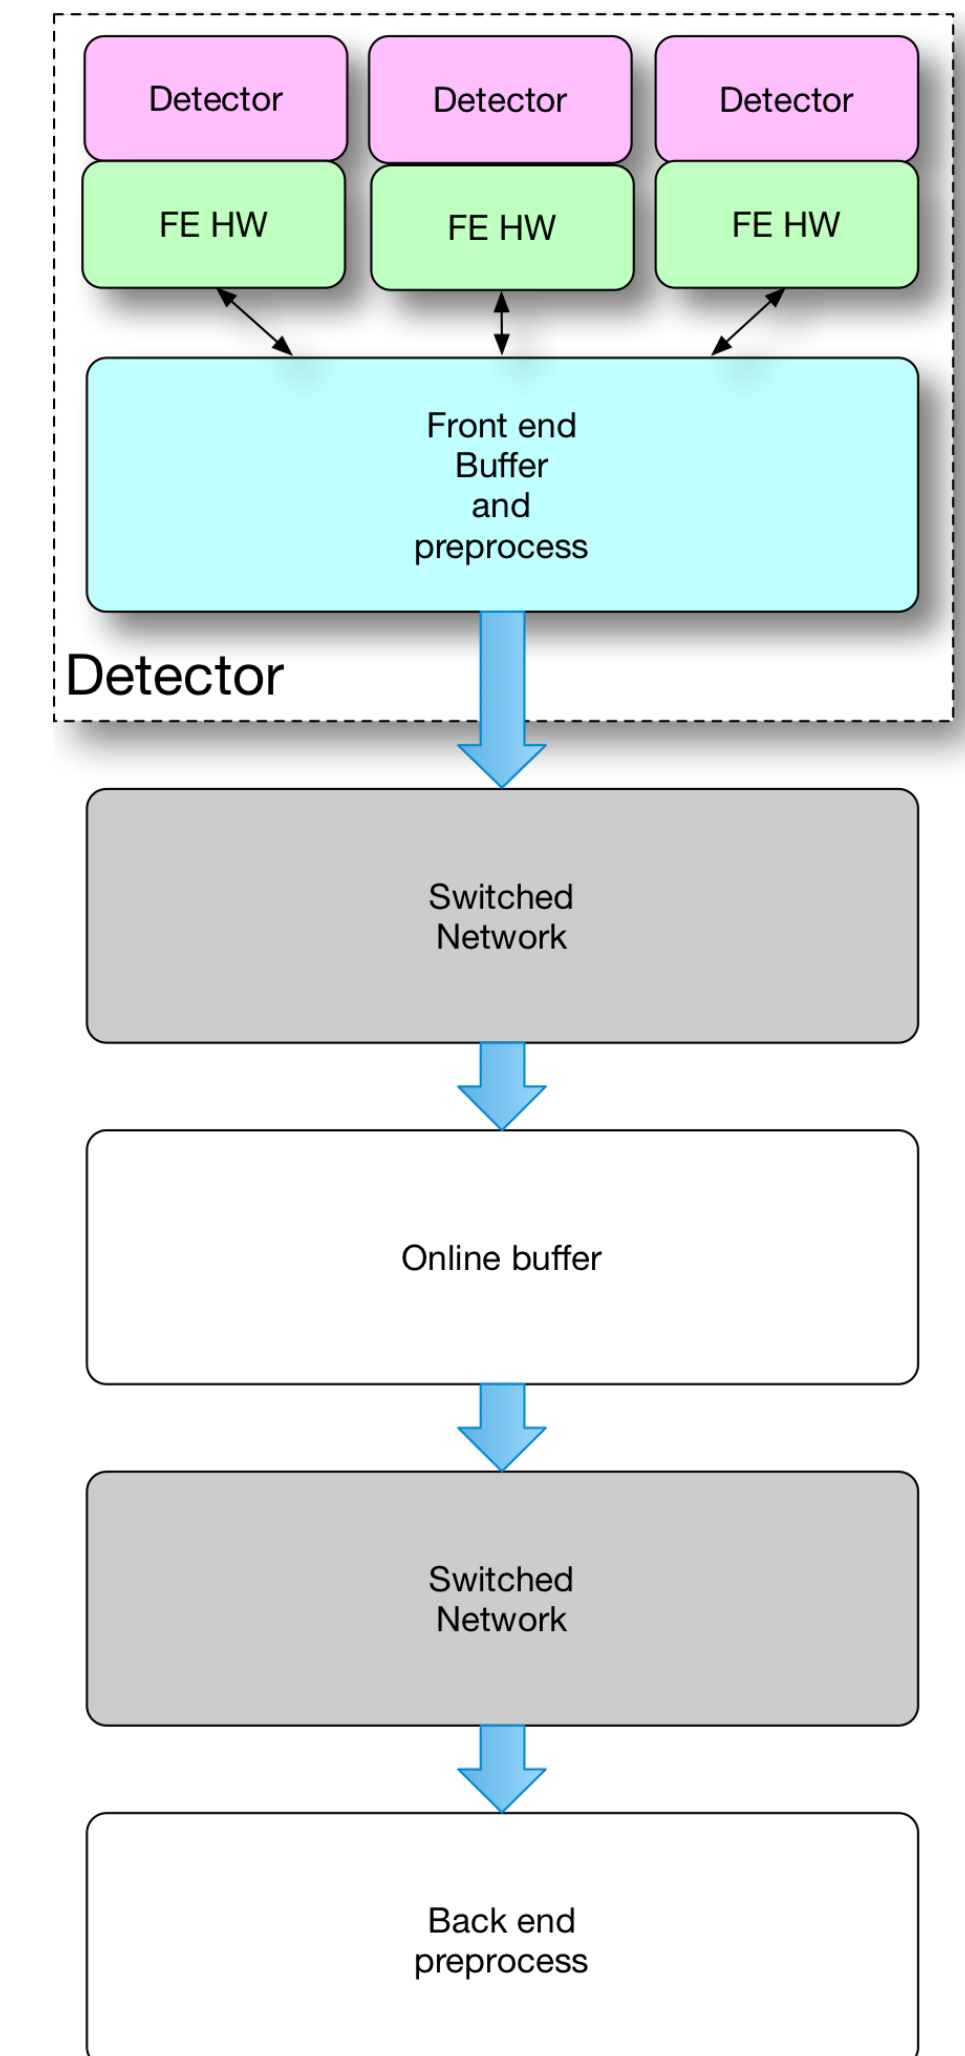 Detector
Detector
Detector
FE HW
FE HW
FE HW
Front end
Buffer
and
preprocess
Detector
Switched
Network
Online buffer
Switched
Network
Back end
preprocess